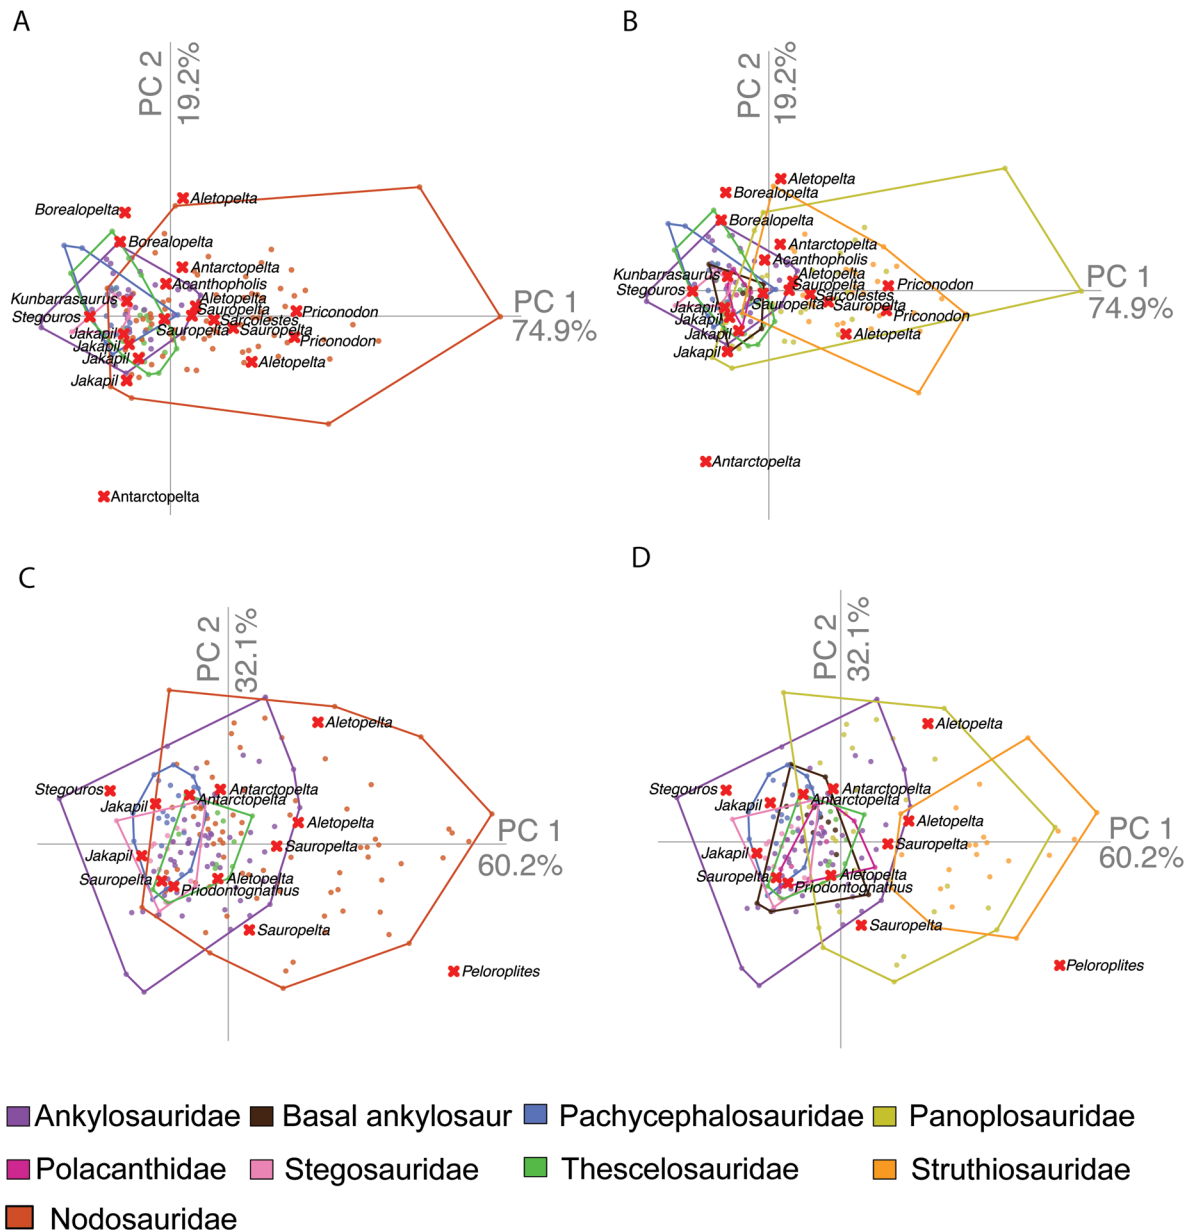 A
PC 2
19.2%
Aletopelta
Borealopelta
Borealopelta
Antarctopelta
Acanthopholis
Kunbarrasaurus
Aletopelta
Stegouros
Sauropelta
Sarcolestes
Priconodon
PC 1
74.9%
Jakapil
Sauropelta
Sauropelta
Jakapil
Priconodon
Jakapil
Aletopelta
Jakapil
Antarctopelta
B
PC 2
19.2%
Aletopelta
Borealopelta
Borealopelta
Antarctopelta
Acanthopholis
Kunbarrasaurus
Aletopelta
Stegouros
Sauropelta
Sarcolestes
Priconodon
PC 1
74.9%
Jakapil
Sauropelta
Sauropelta
Jakapil
Priconodon
Jakapil
Aletopelta
Jakapil
Antarctopelta
C
PC 2
32.1%
Aletopelta
Stegouros
Antarctopelta
Jakapil
Antarctopelta
Aletopelta
PC 1
60.2%
Jakapil
Sauropelta
Sauropelta
Aletopelta
Priodontognathus
Sauropelta
Peloroplites
D
PC 2
32.1%
Aletopelta
Stegouros
Antarctopelta
Jakapil
Antarctopelta
Aletopelta
PC 1
60.2%
Jakapil
Sauropelta
Sauropelta
Aletopelta
Priodontognathus
Sauropelta
Peloroplites
Ankylosauridae Basal ankylosaur Pachycephalosauridae Panoplosauridae
Polacanthidae Stegosauridae Thescelosauridae Struthiosauridae
Nodosauridae